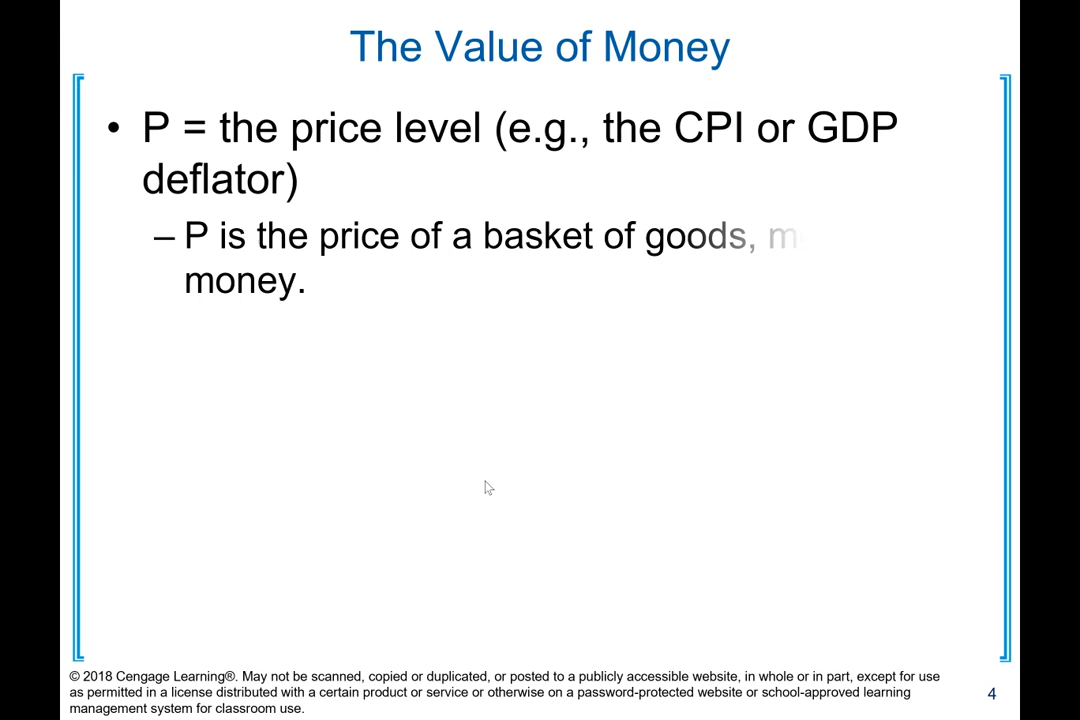 The Value of Money
• P = the price level (e.g., the CPI or GDP
deflator)
– P is the price of a basket of goods,
money.
© 2018 Cengage Learning®. May not be scanned, copied or duplicated, or posted to a publicly accessible website, in whole or in part, except for use
as permitted in a license distributed with a certain product or service or otherwise on a password-protected website or school-approved learning
management system for classroom use.
4